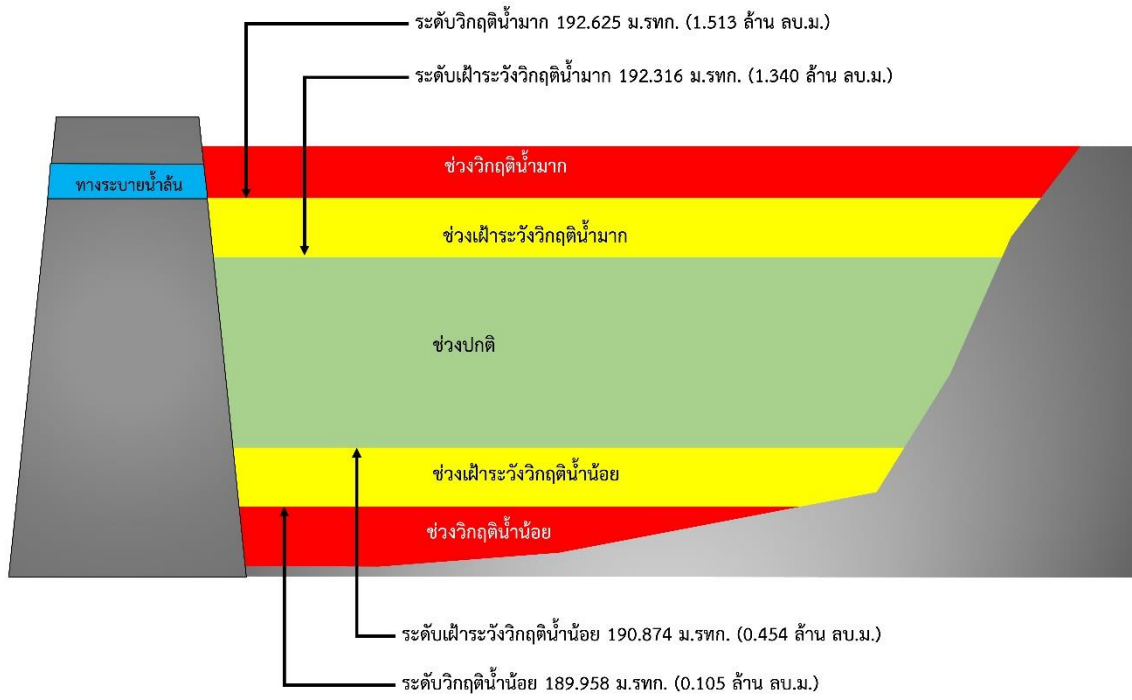 ระดับวิกฤติน้ำมาก 192.625 ม.รทก. (1.513 ล้าน ลบ.ม.)
ระดับเฝ้าระวังวิกฤติน้ำมาก 192.316 ม.รทก. (1.340 ล้าน ลบ.ม.)
ช่วงวิกฤติน้ำมาก
ทางระบายน้ำล้น
ช่วงเฝ้าระวังวิกฤติน้ำมาก
ช่วงปกติ
ช่วงเฝ้าระวังวิกฤติน้ำน้อย
ช่วงวิกฤติน้ำน้อย
ระดับเฝ้าระวังวิกฤติน้ำน้อย 190.874 ม.รทก. (0.454 ล้าน ลบ.ม.)
ระดับวิกฤติน้ำน้อย 189.958 ม.รทก. (0.105 ล้าน ลบ.ม.)